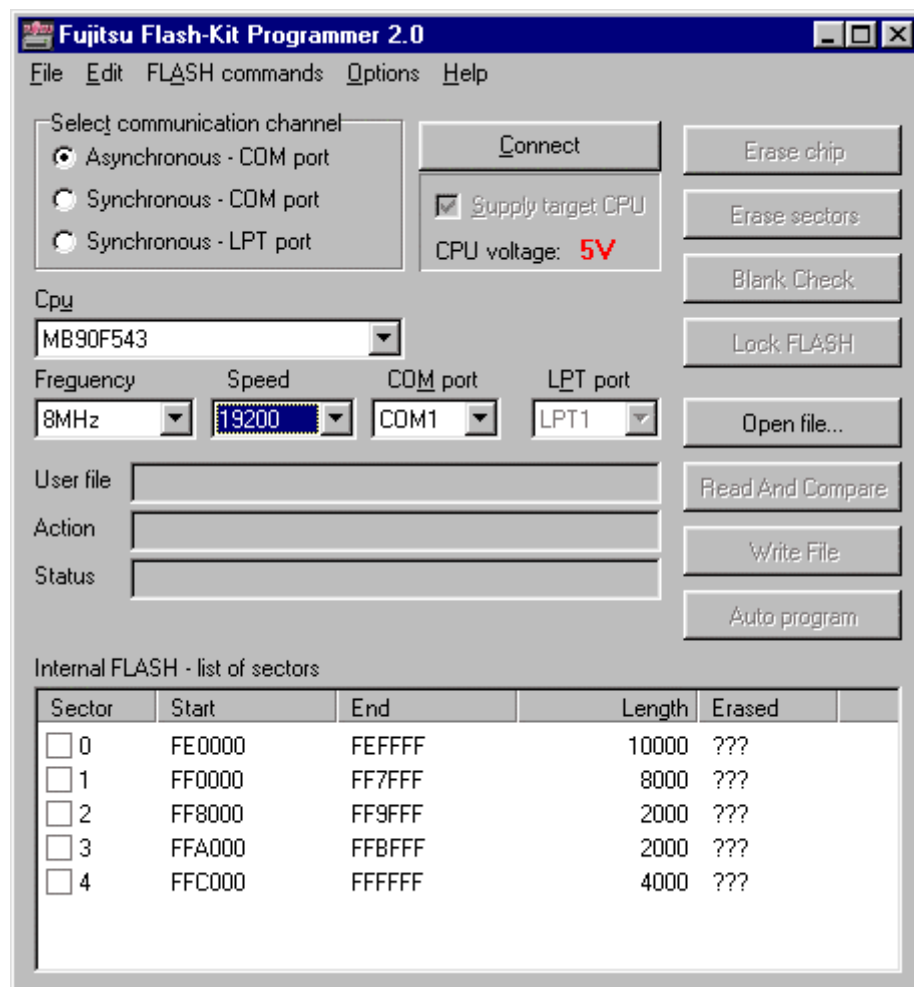 Fujitsu Flash-Kit Programmer 2.0
File Edit FLASH commands Options Help
Select communication channel
Asynchronous - COM port
Synchronous - COM port
Synchronous - LPT port
Connect
Supply target CPU
CPU voltage: 5V
Erase chip
Erase sectors
Blank Check
Lock FLASH
Cpu
MB90F543
Freguency Speed COM port LPT port
8MHz 19200 COM1 LPT1
Open file...
Read And Compare
Write File
Auto program
User file
Action
Status
Internal FLASH - list of sectors
Sector Start End Length Erased
0 FE0000 FEFFFF 10000 ???
1 FF0000 FF7FFF 8000 ???
2 FF8000 FF9FFF 2000 ???
3 FFA000 FFBFFF 2000 ???
4 FFC000 FFFFFF 4000 ???